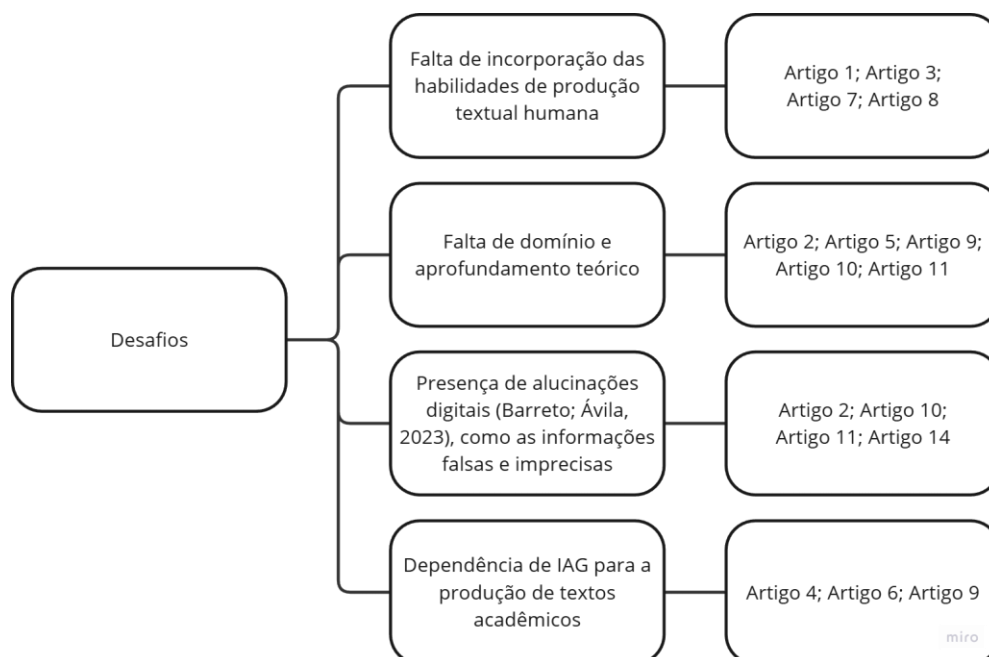 Falta de incorporação das
habilidades de produção
textual humana
Artigo 1; Artigo 3;
Artigo 7; Artigo 8
Falta de domínio e
aprofundamento teórico
Artigo 2; Artigo 5; Artigo 9;
Artigo 10; Artigo 11
Desafios
Presença de alucinações
digitais (Barreto; Ávila,
2023), como as informações
falsas e imprecisas
Artigo 2; Artigo 10;
Artigo 11; Artigo 14
Dependência de IAG para a
produção de textos
acadêmicos
Artigo 4; Artigo 6; Artigo 9
miro